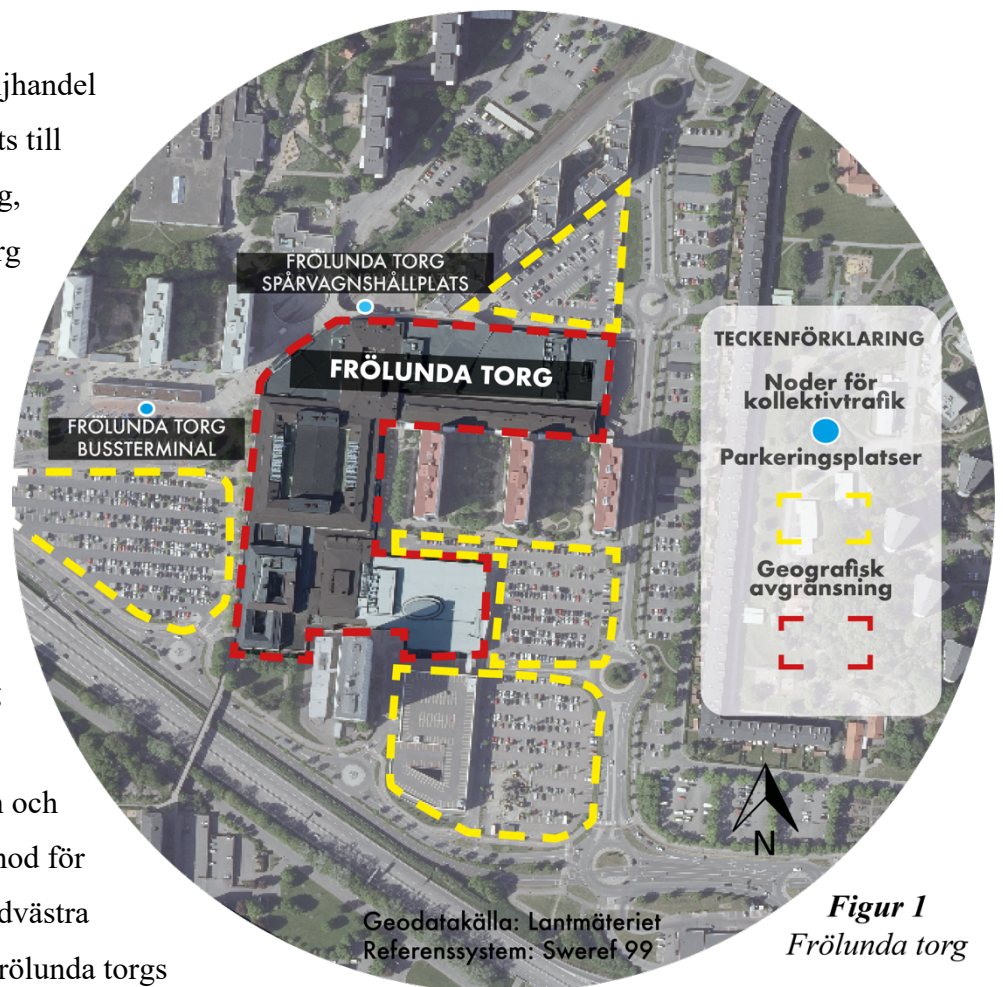 jhandel
ts till
g,
rg
n och
nod för
dvästra
rölunda torgs
FRÖLUNDA TORG
SPÅRVAGNSHÅLLPLATS
FRÖLUNDA TORG
FRÖLUNDA TORG
BUSSTERMINAL
TECKENFÖRKLARING
Noder för
kollektivtrafik
Parkeringsplatser
Geografisk
avgränsning
N
Geodatakälla: Lantmäteriet
Referenssystem: Sweref 99
Figur 1
Frölunda torg